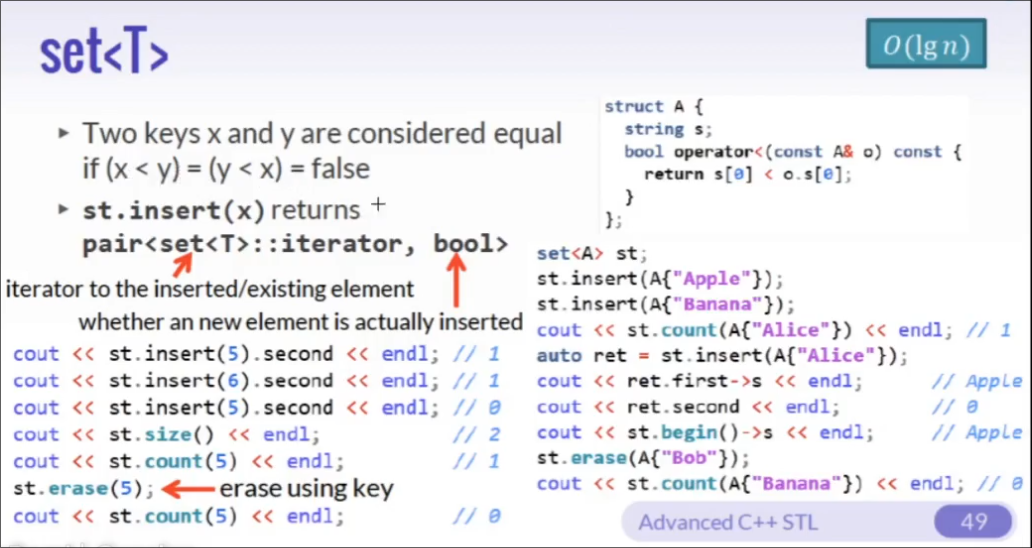 set<T>
O(lg n)
▸ Two keys x and y are considered equal
if (x < y) = (y < x) = false
▸ st.insert(x) returns
pair<set<T>::iterator, bool>
iterator to the inserted/existing element
whether an new element is actually inserted
cout << st.insert(5).second << endl; // 1
cout << st.insert(6).second << endl; // 1
cout << st.insert(5).second << endl; // 0
cout << st.size() << endl; // 2
cout << st.count(5) << endl; // 1
st.erase(5); erase using key
cout << st.count(5) << endl; // 0
struct A {
string s;
bool operator<(const A& o) const {
return s[0] < o.s[0];
}
};
set<A> st;
st.insert(A{"Apple"});
st.insert(A{"Banana"});
cout << st.count(A{"Alice"}) << endl; // 1
auto ret = st.insert(A{"Alice"});
cout << ret.first->s << endl; // Apple
cout << ret.second << endl; // 0
cout << st.begin()->s << endl; // Apple
st.erase(A{"Bob"});
cout << st.count(A{"Banana"}) << endl; // 0
Advanced C++ STL
49